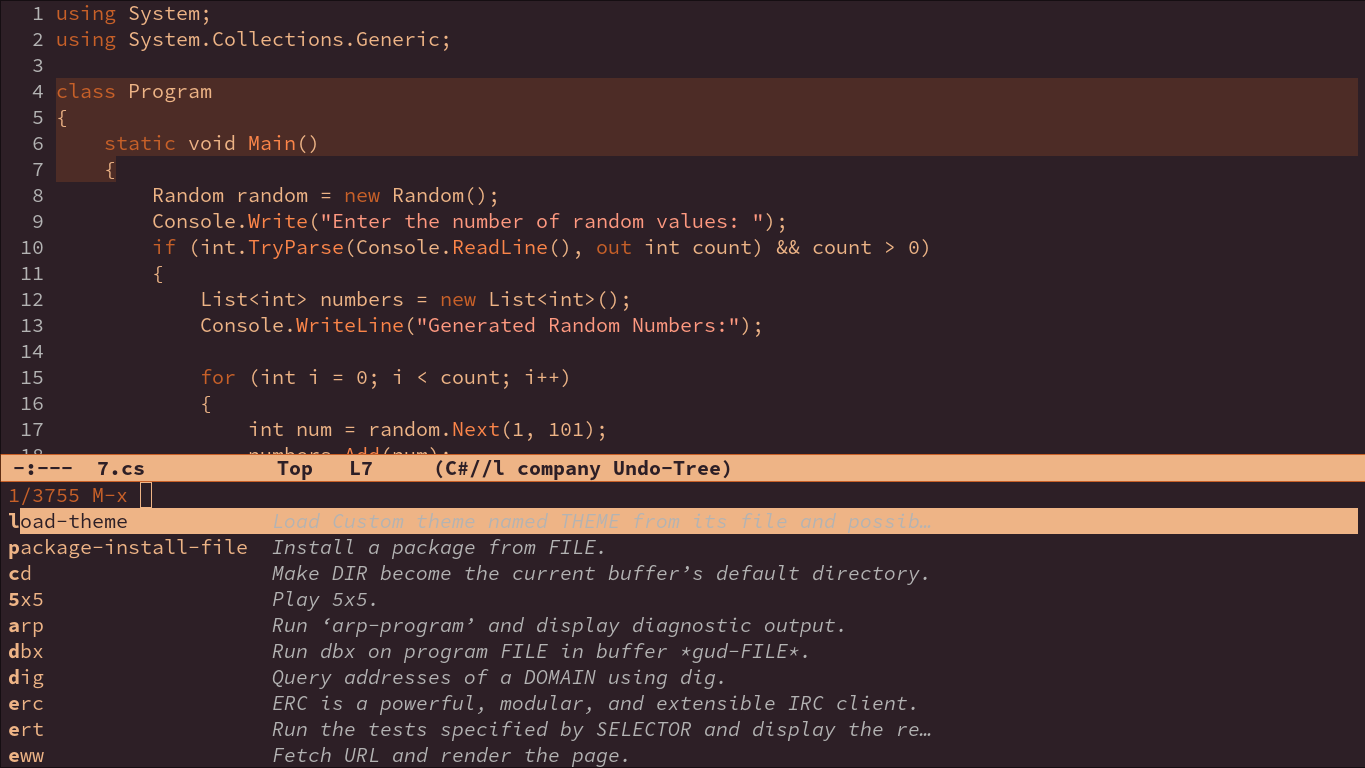 1 using System;
2 using System.Collections.Generic;
3
4 class Program
5 {
6     static void Main()
7     {
8         Random random = new Random();
9         Console.Write("Enter the number of random values: ");
10         if (int.TryParse(Console.ReadLine(), out int count) && count > 0)
11         {
12             List<int> numbers = new List<int>();
13             Console.WriteLine("Generated Random Numbers:");
14
15             for (int i = 0; i < count; i++)
16             {
17                 int num = random.Next(1, 101);
18                 numbers.Add(num);
-:---  7.cs           Top   L7     (C#//l company Undo-Tree)
1/3755 M-x
load-theme            Load Custom theme named THEME from its file and possib…
package-install-file  Install a package from FILE.
cd                    Make DIR become the current buffer’s default directory.
5x5                   Play 5x5.
arp                   Run ‘arp-program’ and display diagnostic output.
dbx                   Run dbx on program FILE in buffer *gud-FILE*.
dig                   Query addresses of a DOMAIN using dig.
erc                   ERC is a powerful, modular, and extensible IRC client.
ert                   Run the tests specified by SELECTOR and display the re…
eww                   Fetch URL and render the page.